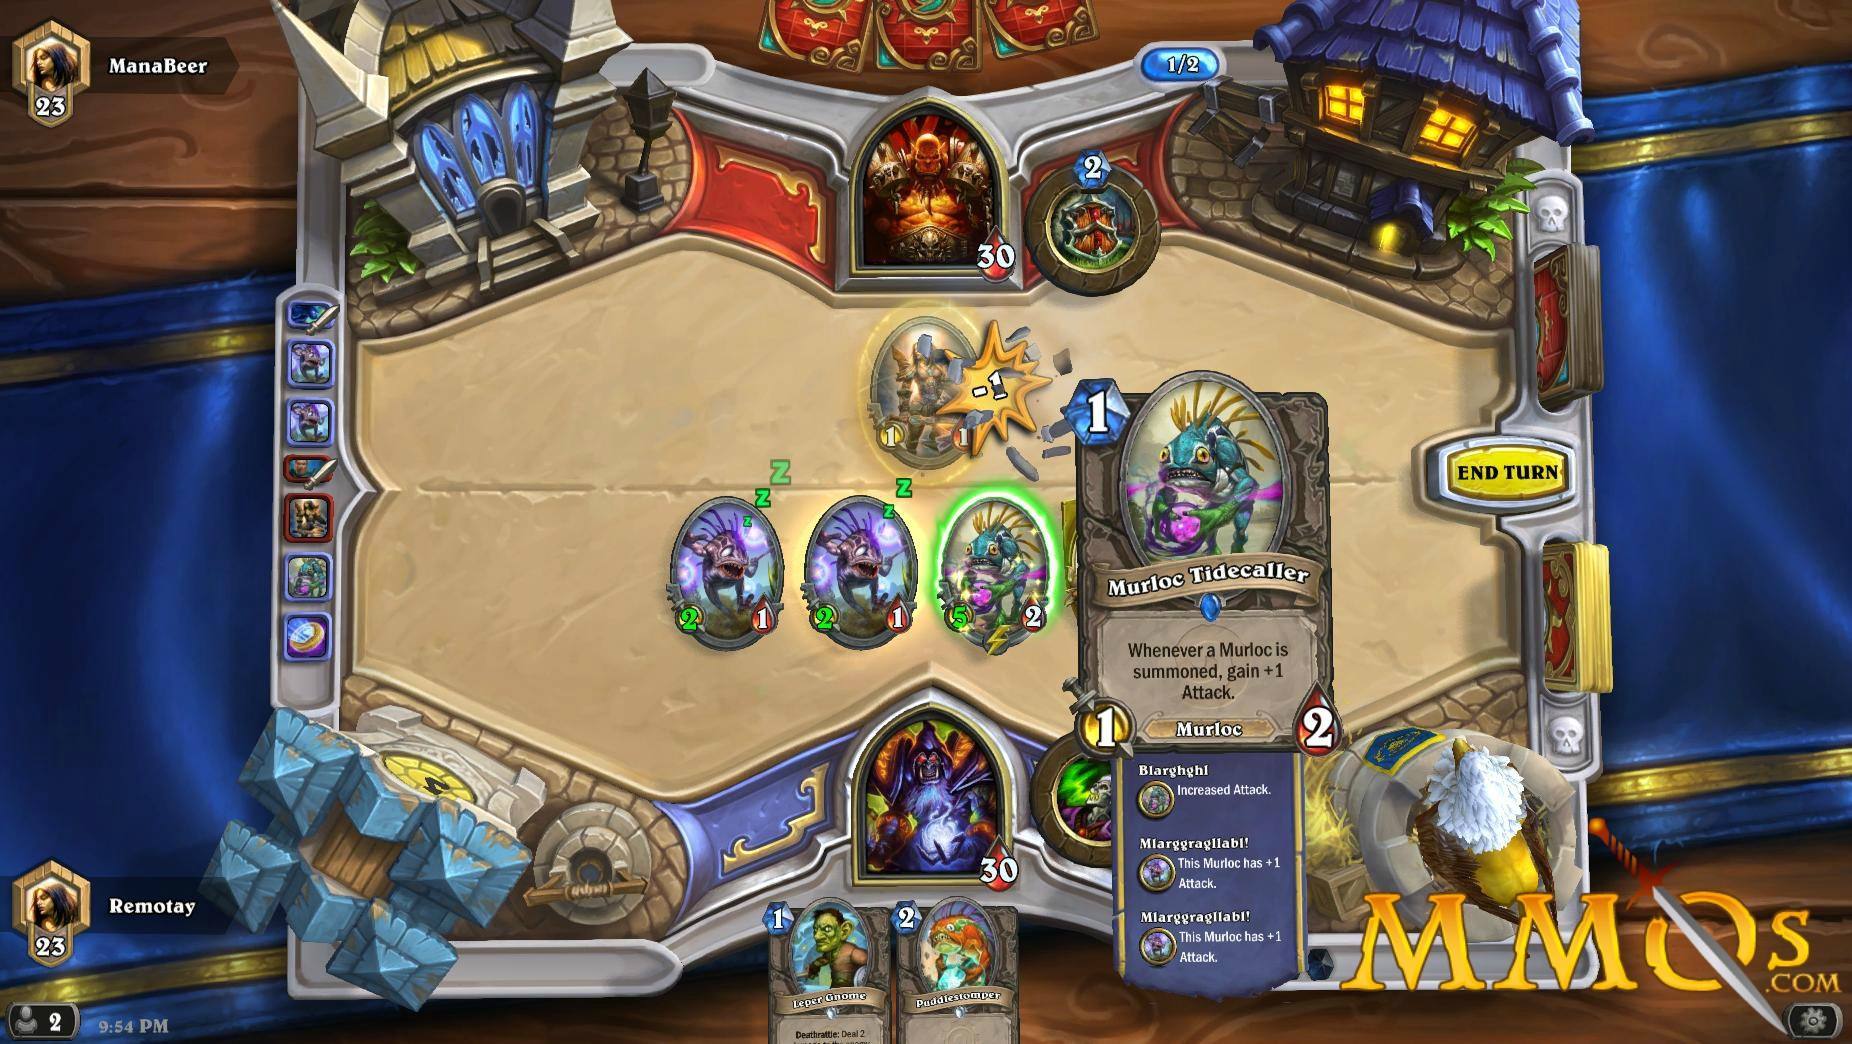 ManaBeer
23
1/2
2
30
-1
1
1
1
END TURN
z
z
z
z
z
2
1
2
1
5
2
Murloc Tidecaller
Whenever a Murloc is
summoned, gain +1
Attack.
1
Murloc
2
Blarghghl
Increased Attack.
Mlarggragllabl!
This Murloc has +1
Attack.
Mlarggragllabl!
This Murloc has +1
Attack.
30
Remotay
23
1
Leper Gnome
Deathrattle: Deal 2
2
Puddlestomper
MMOs
.COM
2
9:54 PM